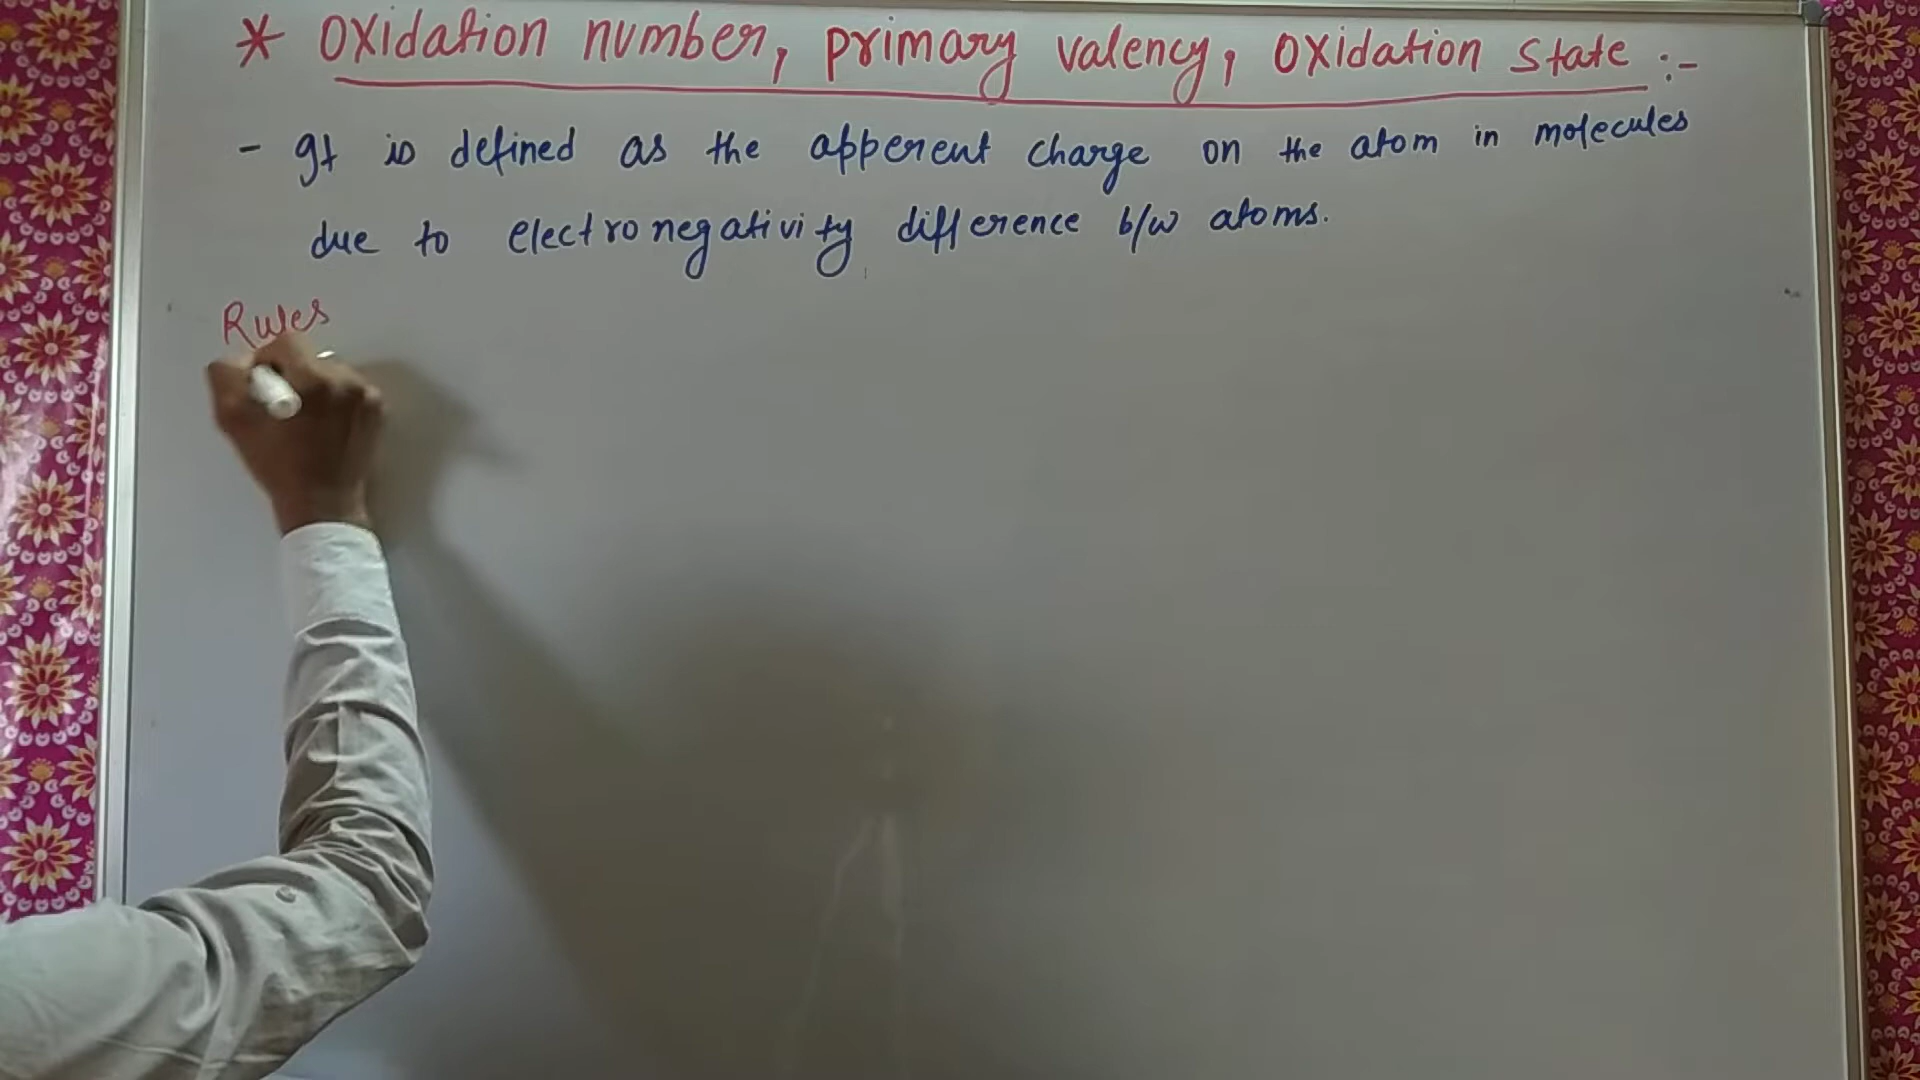 * Oxidation number, primary valency, Oxidation State :-
- It is defined as the apperent charge on the atom in molecules
due to electronegativity difference b/w atoms.
Rules